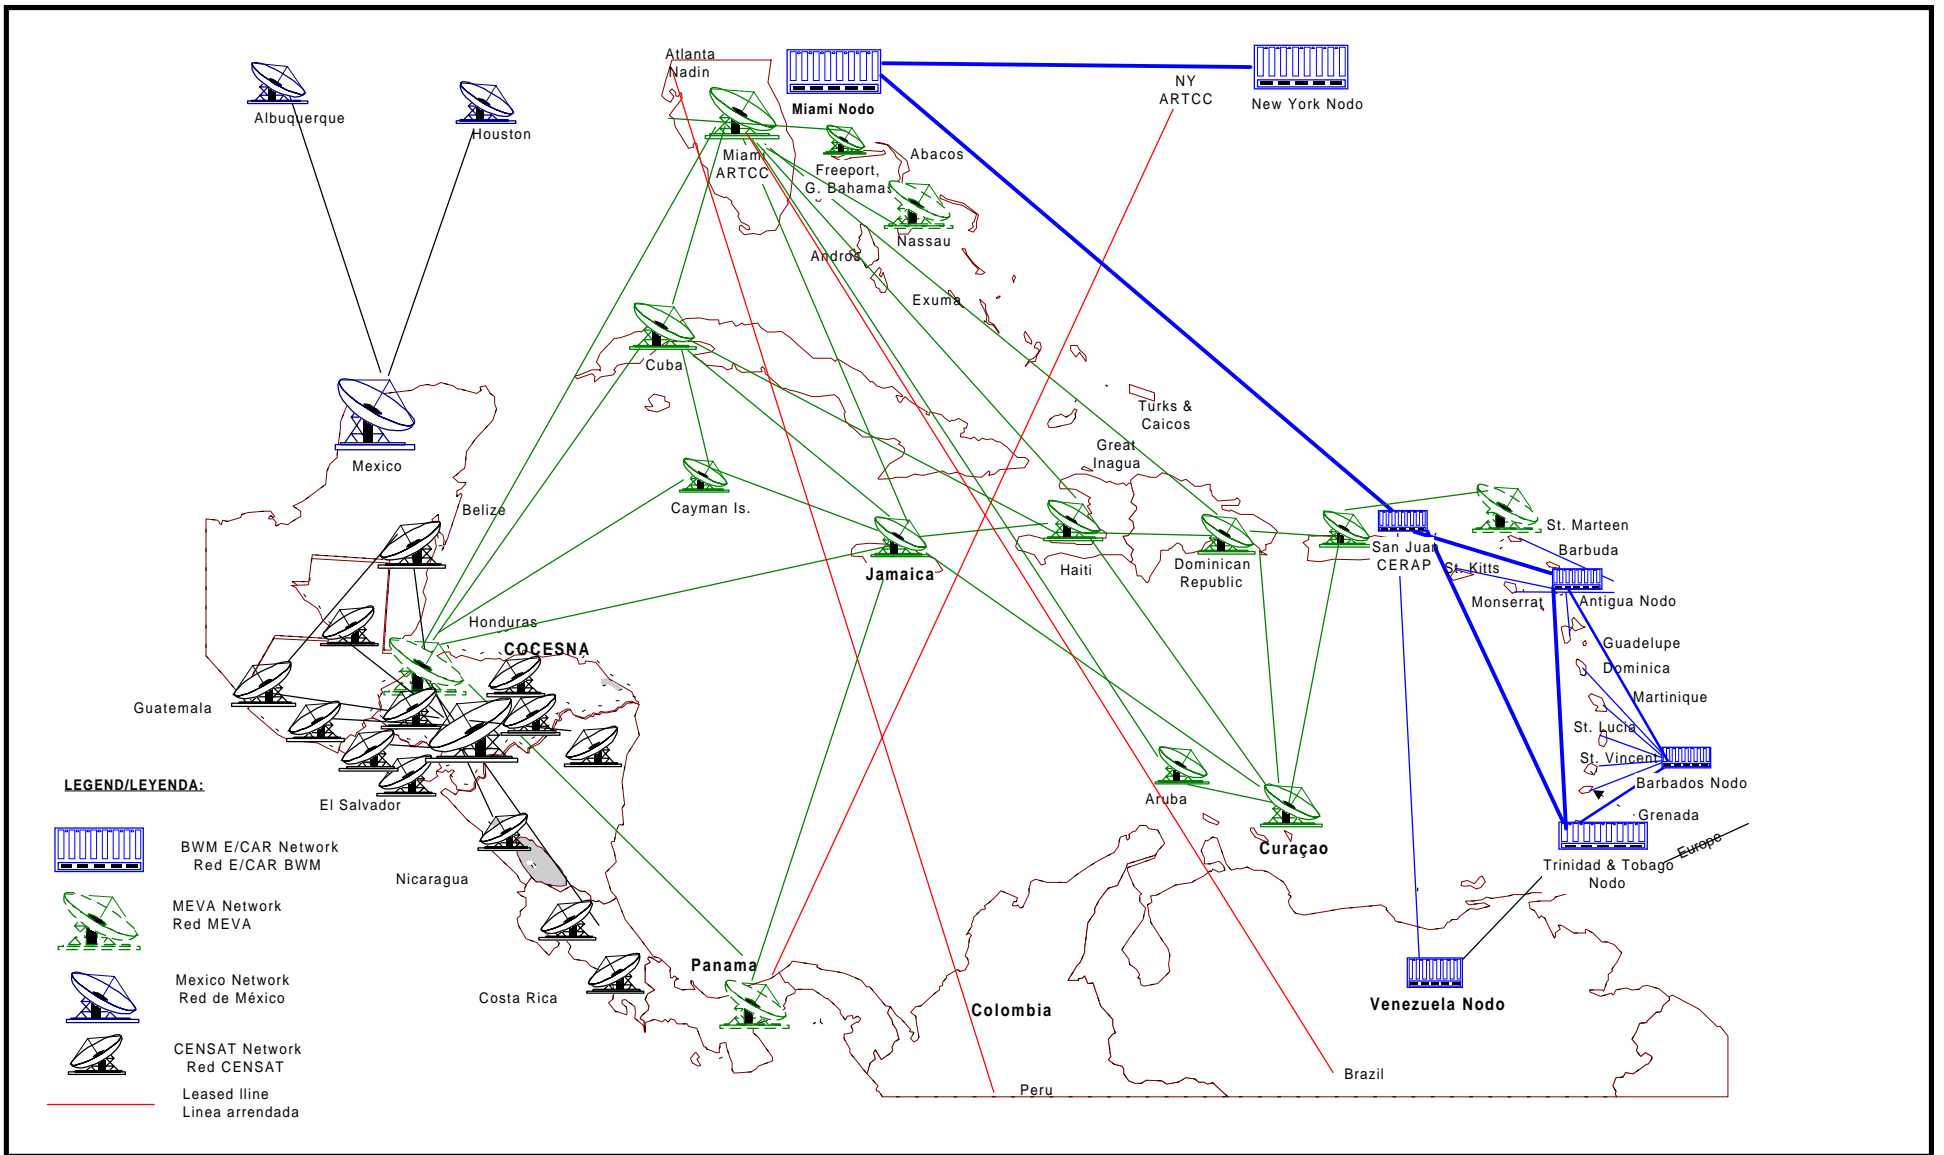 Atlanta
Nadin
NY
ARTCC
Miami Nodo
New York Nodo
Albuquerque
Houston
Miami
ARTCC
Freeport,
G. Bahamas
Abacos
Nassau
Andros
Exuma
Cuba
Turks &
Caicos
Great
Inagua
Mexico
Belize
Cayman Is.
Jamaica
Haiti
Dominican
Republic
San Juan
CERAP
St. Marteen
Barbuda
St. Kitts
Monserrat
Antigua Nodo
Honduras
COCESNA
Guadelupe
Dominica
Martinique
St. Lucia
St. Vincent
Barbados Nodo
Grenada
Guatemala
El Salvador
Aruba
Curaçao
Europe
Trinidad & Tobago
Nodo
Nicaragua
Costa Rica
Panama
Colombia
Venezuela Nodo
Peru
Brazil
LEGEND/LEYENDA:
BWM E/CAR Network
Red E/CAR BWM
MEVA Network
Red MEVA
Mexico Network
Red de México
CENSAT Network
Red CENSAT
Leased lline
Linea arrendada